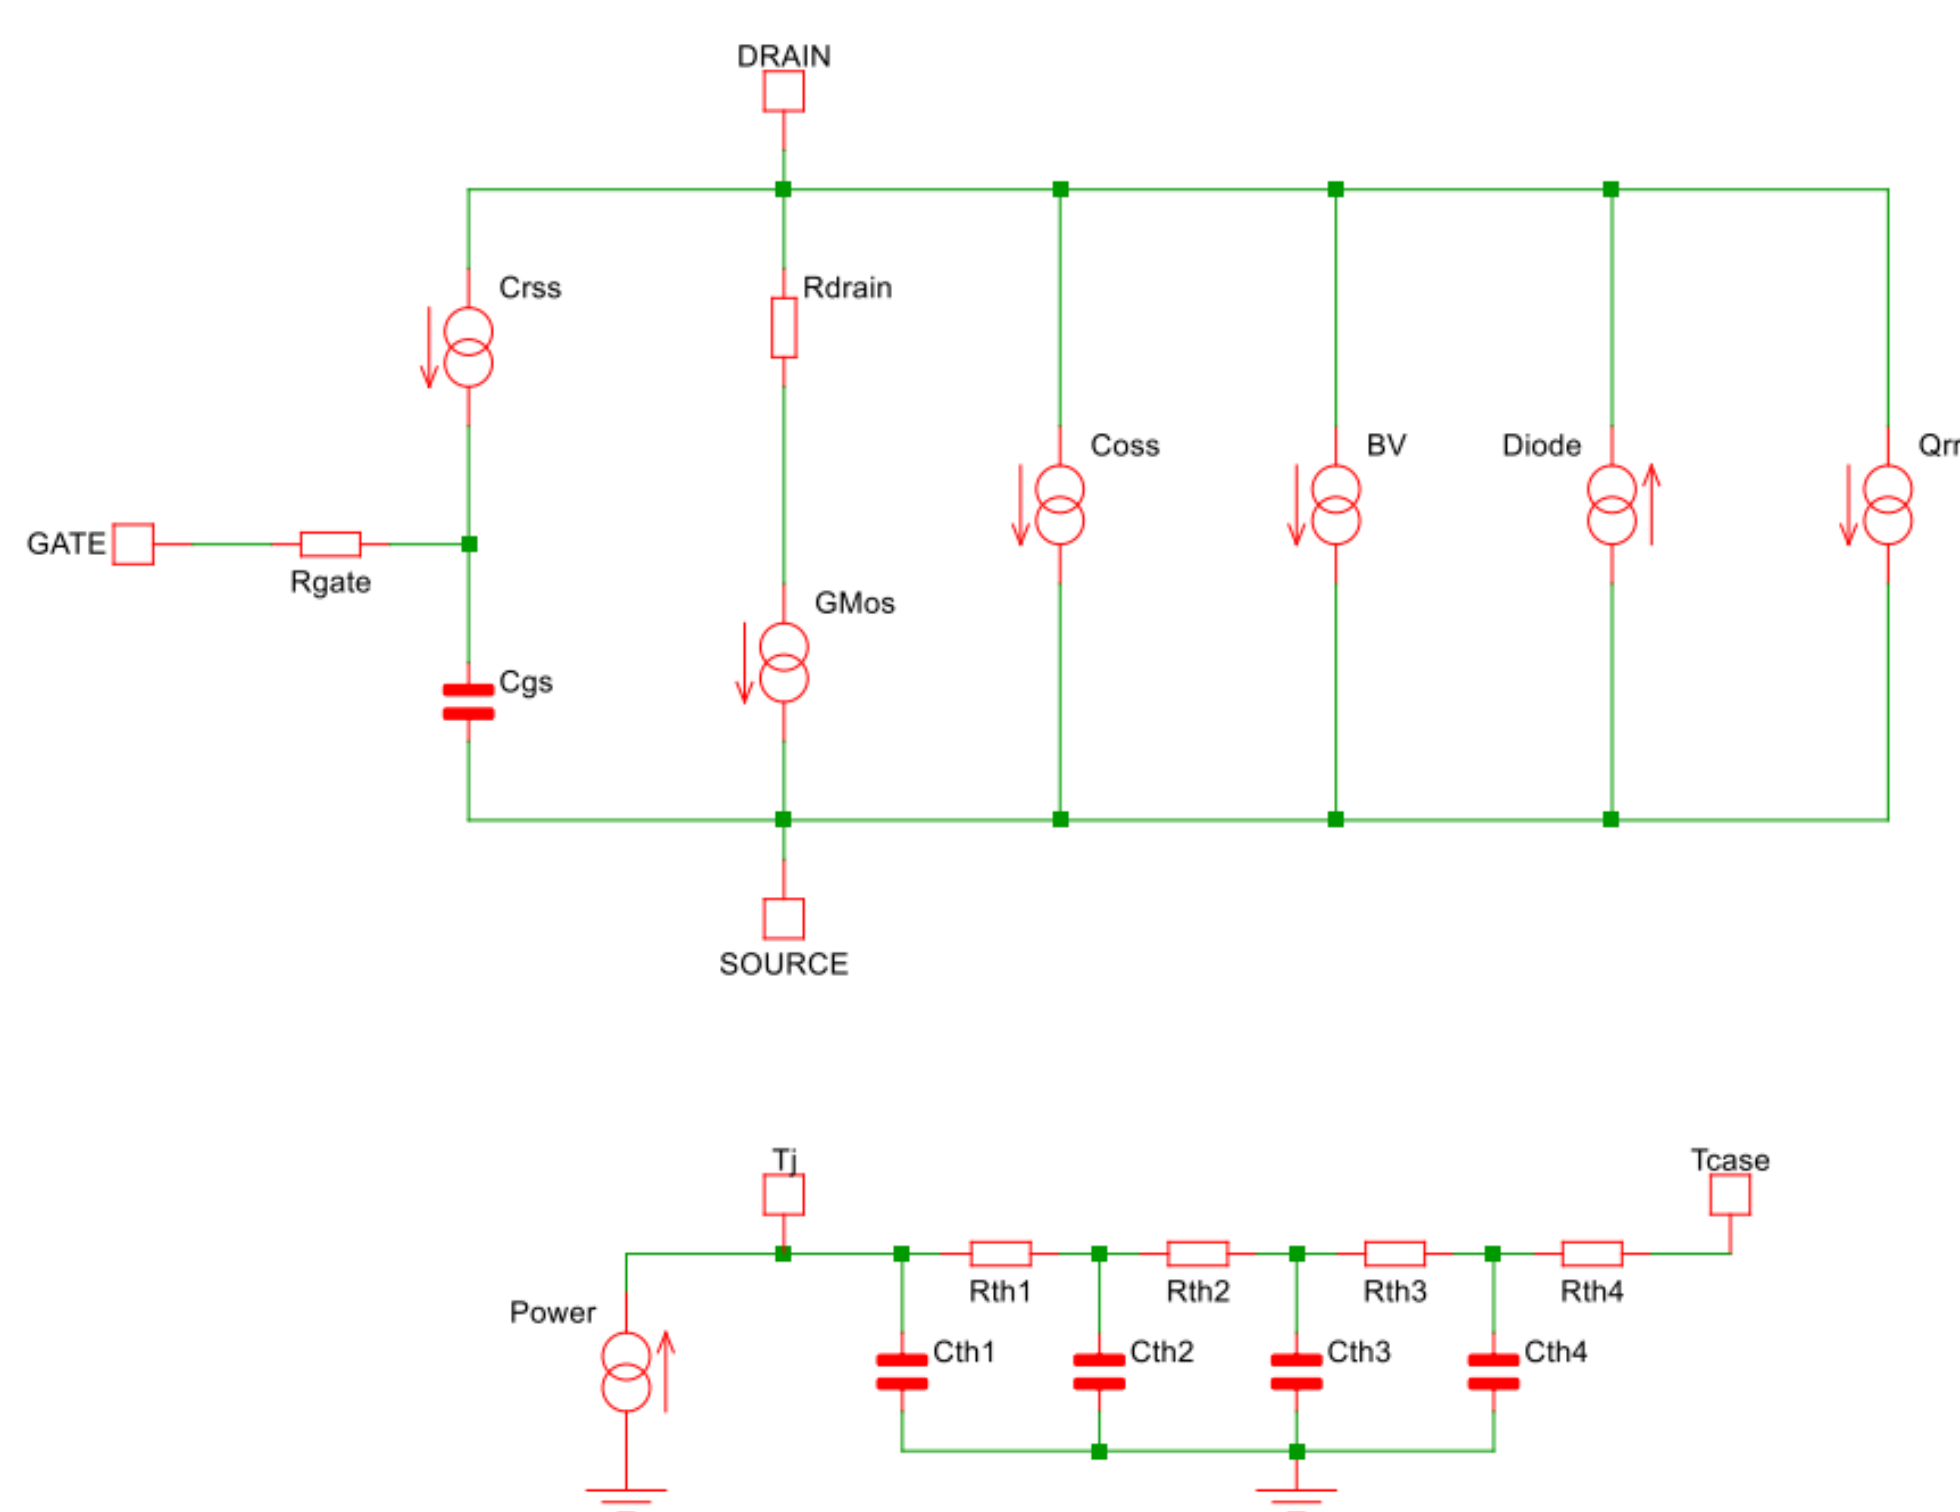 DRAIN
Crss
Rdrain
Coss
BV
Diode
Qrr
GATE
Rgate
GMos
Cgs
SOURCE
Tj
Tcase
Rth1
Rth2
Rth3
Rth4
Power
Cth1
Cth2
Cth3
Cth4